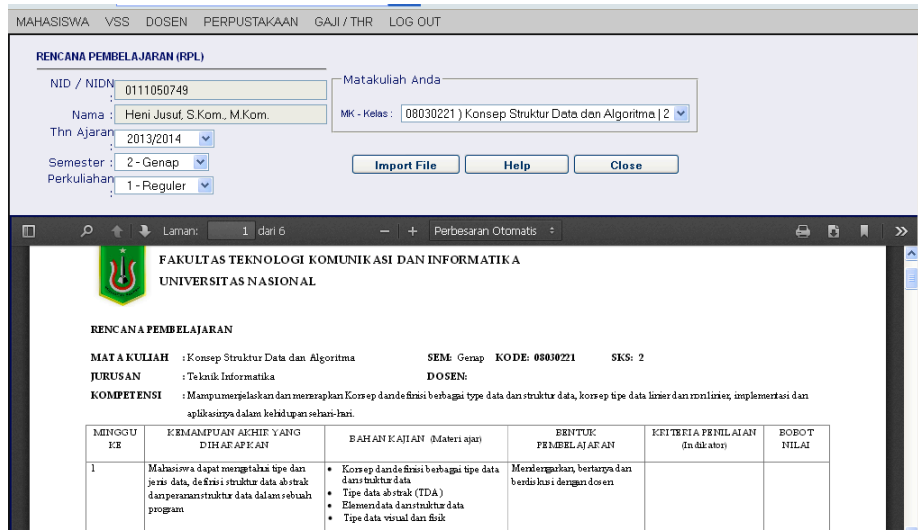 MAHASISWA VSS DOSEN PERPUSTAKAAN GAJI / THR LOG OUT
RENCANA PEMBELAJARAN (RPL)
NID / NIDN : 0111050749
Nama : Heni Jusuf, S.Kom., M.Kom.
Thn Ajaran : 2013/2014
Semester : 2 - Genap
Perkuliahan : 1 - Reguler
Matakuliah Anda
MK - Kelas : 08030221 ) Konsep Struktur Data dan Algoritma | 2
Import File Help Close
Laman: 1 dari 6 Perbesaran Otomatis
FAKULTAS TEKNOLOGI KOMUNIKASI DAN INFORMATIKA
UNIVERSITAS NASIONAL
RENCANA PEMBELAJARAN
MATA KULIAH : Konsep Struktur Data dan Algoritma SEM: Genap KODE: 08030221 SKS: 2
JURUSAN : Teknik Informatika DOSEN:
KOMPETENSI : Mampu menjelaskan dan menerapkan Konsep dan definisi berbagai type data dan struktur data, konsep tipe data linier dan nonlinier, implementasi dan
aplikasinya dalam kehidupan sehari-hari.
MINGGU KE
KEMAMPUAN AKHIR YANG
DIHARAPKAN
BAHAN KAJIAN (Materi ajar)
BENTUK
PEMBELAJARAN
KRITERIA PENILAIAN
(Indikator)
BOBOT
NILAI
1
Mahasiswa dapat mengetahui tipe dan
jenis data, definisi struktur data abstrak
dan peranan struktur data dalam sebuah
program
• Konsep dan definisi berbagai tipe data
dan struktur data
• Tipe data abstrak (TDA)
• Elemen data dan struktur data
• Tipe data visual dan fisik
Mendengarkan, bertanya dan
berdiskusi dengan dosen